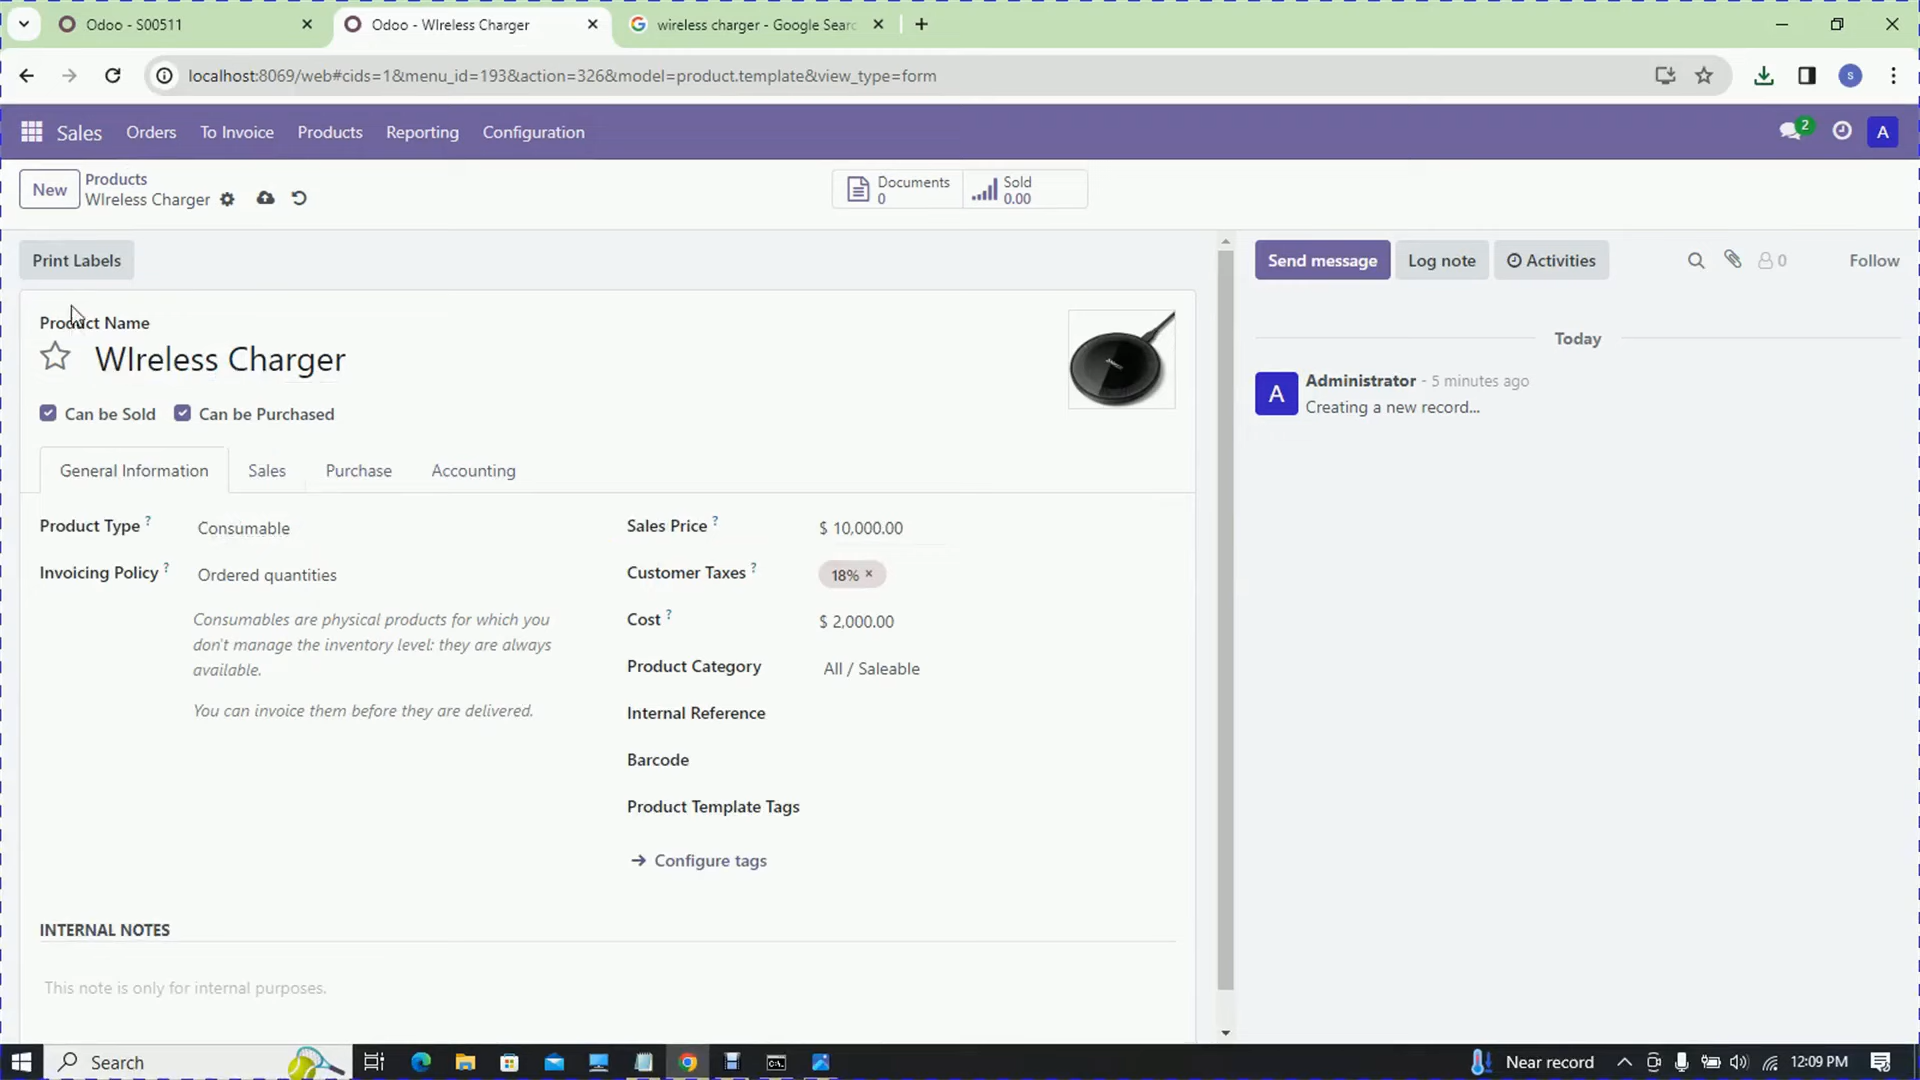 Odoo - S00511
Odoo - WIreless Charger
wireless charger - Google Searc
localhost:8069/web#cids=1&menu_id=193&action=326&model=product.template&view_type=form
S
Sales
Orders
To Invoice
Products
Reporting
Configuration
2
A
New
Products
WIreless Charger
Documents
0
Sold
0.00
Print Labels
Send message
Log note
Activities
0
Follow
Product Name
WIreless Charger
Can be Sold
Can be Purchased
Today
A
Administrator - 5 minutes ago
Creating a new record...
General Information
Sales
Purchase
Accounting
Product Type ?
Consumable
Invoicing Policy ?
Ordered quantities
Consumables are physical products for which you
don't manage the inventory level: they are always
available.
You can invoice them before they are delivered.
Sales Price ?
$ 10,000.00
Customer Taxes ?
18% ×
Cost ?
$ 2,000.00
Product Category
All / Saleable
Internal Reference
Barcode
Product Template Tags
Configure tags
INTERNAL NOTES
This note is only for internal purposes.
Search
Near record
12:09 PM